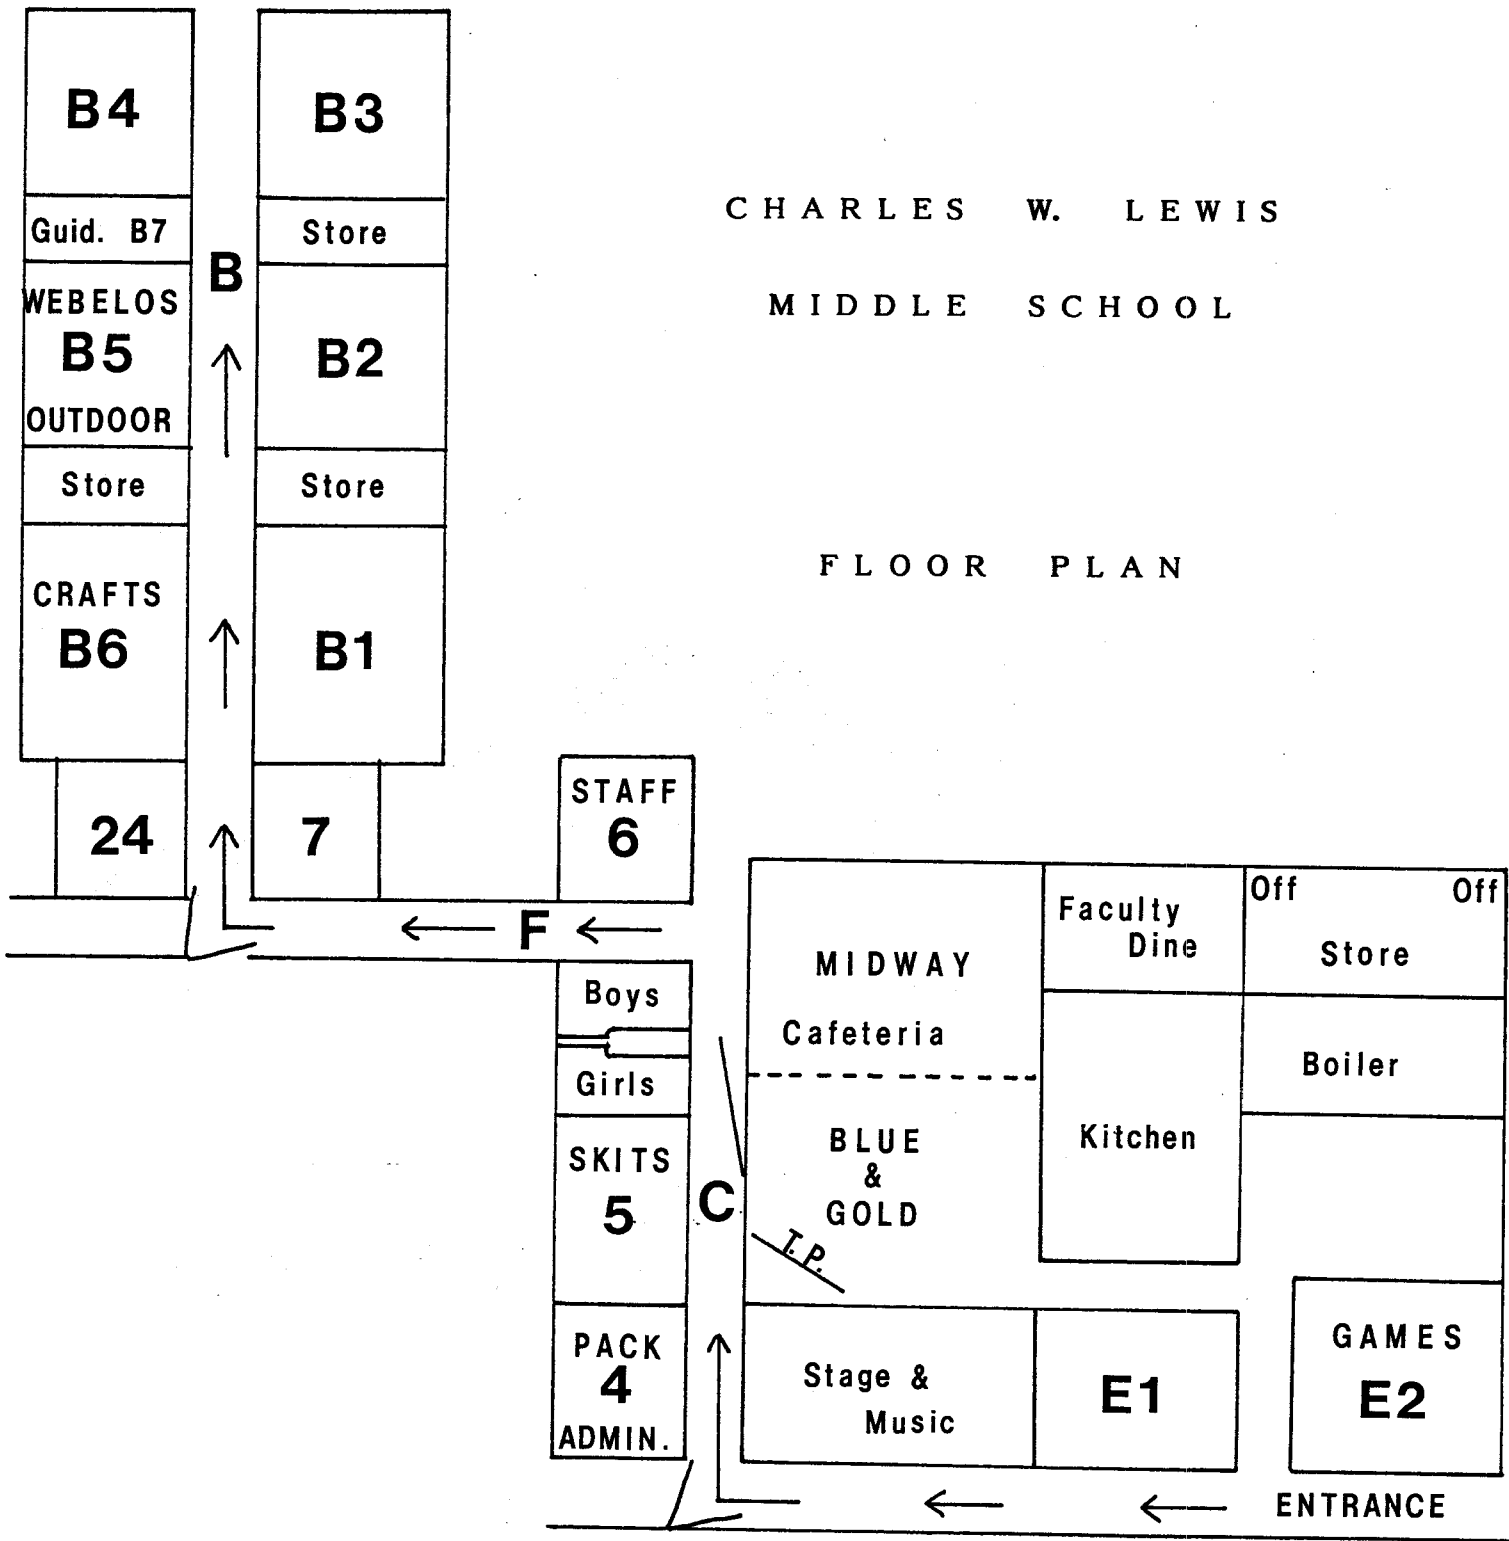 B4
B3
CHARLES W. LEWIS
Guid. B7
Store
B
WEBELOS
MIDDLE SCHOOL
B5
B2
OUTDOOR
Store
Store
FLOOR PLAN
CRAFTS
B6
B1
STAFF
6
24
7
Off
Off
Faculty
Dine
F
Store
MIDWAY
Boys
Cafeteria
Boiler
Girls
BLUE
&
GOLD
Kitchen
SKITS
5
C
T.P.
PACK
4
ADMIN.
Stage &
Music
E1
GAMES
E2
ENTRANCE